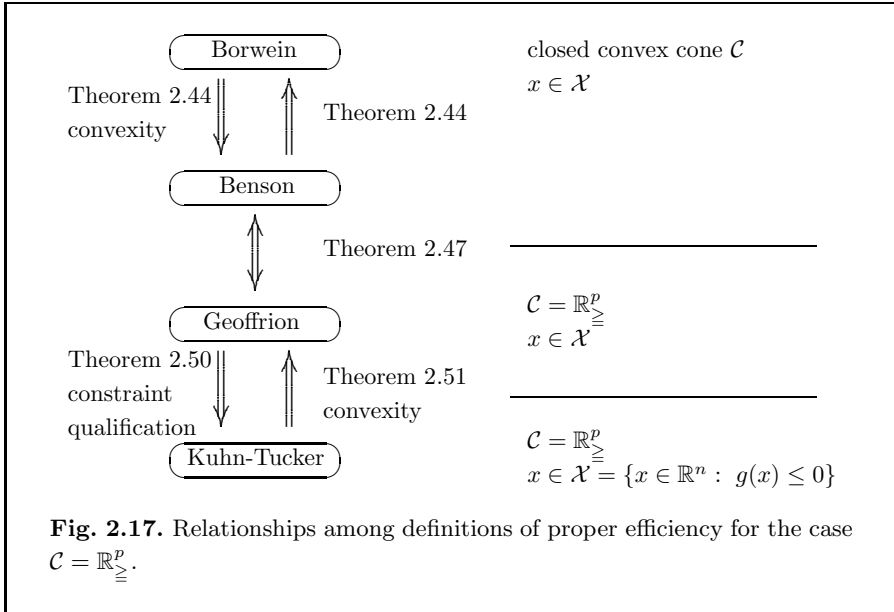 Borwein
closed convex cone 𝒞
x ∈ 𝒳
Theorem 2.44
convexity
Theorem 2.44
Benson
Theorem 2.47
Geoffrion
𝒞 = ℝ^p_≧
x ∈ 𝒳
Theorem 2.50
constraint
qualification
Theorem 2.51
convexity
Kuhn-Tucker
𝒞 = ℝ^p_≧
x ∈ 𝒳 = {x ∈ ℝ^n : g(x) ≤ 0}
Fig. 2.17. Relationships among definitions of proper efficiency for the case
𝒞 = ℝ^p_≧.